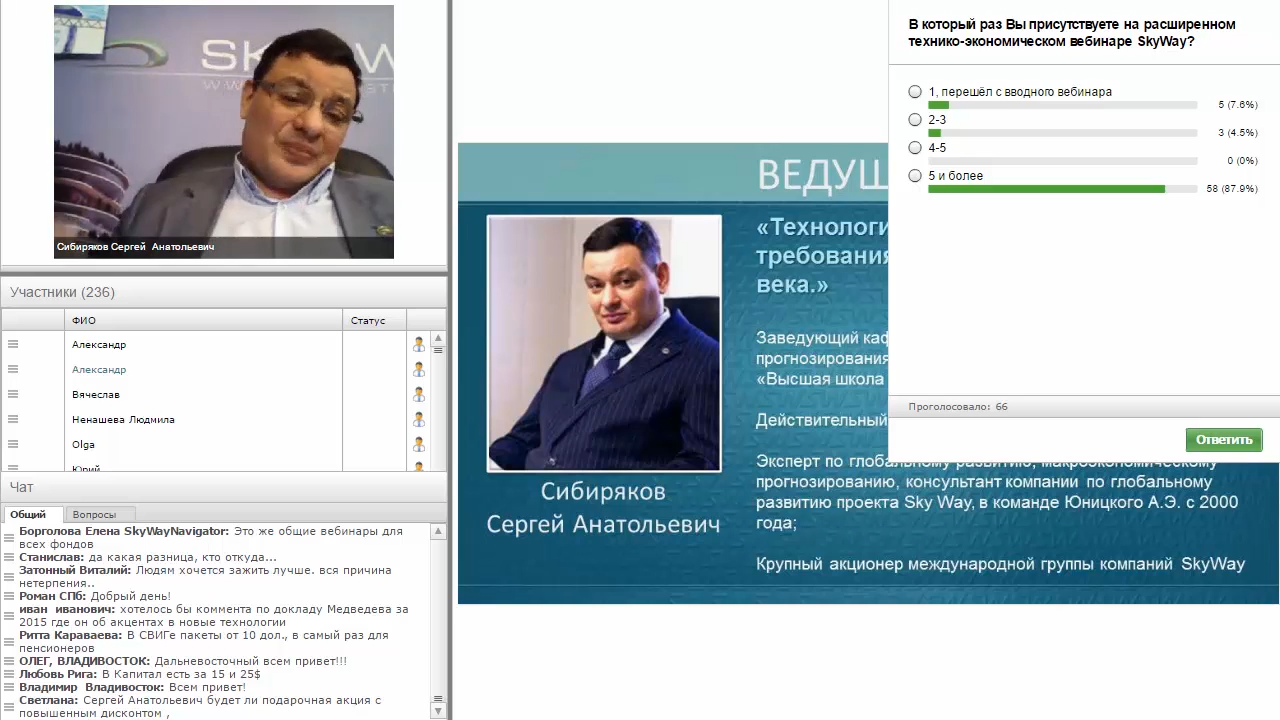 SKYWAY
Сибиряков Сергей Анатольевич
Участники (236)
ФИО
Статус
Александр
Александр
Вячеслав
Ненашева Людмила
Olga
Юрий
Чат
Общий
Вопросы
Борголова Елена SkyWayNavigator: Это же общие вебинары для
всех фондов
Станислав: да какая разница, кто откуда...
Затонный Виталий: Людям хочется зажить лучше. вся причина
нетерпения..
Роман СПб: Добрый день!
иван иванович: хотелось бы коммента по докладу Медведева за
2015 где он об акцентах в новые технологии
Ритта Караваева: В СВИГе пакеты от 10 дол., в самый раз для
пенсионеров
ОЛЕГ, ВЛАДИВОСТОК: Дальневосточный всем привет!!!
Любовь Рига: В Капитал есть за 15 и 25$
Владимир Владивосток: Всем привет!
Светлана: Сергей Анатольевич будет ли подарочная акция с
повышенным дисконтом ,
ВЕДУЩ
«Технологи
требования
века.»
Заведующий каф
прогнозирования
«Высшая школа
Действительный
Эксперт по глобальному развитию, макроэкономическому
прогнозированию, консультант компании по глобальному
развитию проекта Sky Way, в команде Юницкого А.Э. с 2000
года;
Крупный акционер международной группы компаний SkyWay
Сибиряков
Сергей Анатольевич
В который раз Вы присутствуете на расширенном
технико-экономическом вебинаре SkyWay?
1, перешёл с вводного вебинара
5 (7.6%)
2-3
3 (4.5%)
4-5
0 (0%)
5 и более
58 (87.9%)
Проголосовало: 66
Ответить